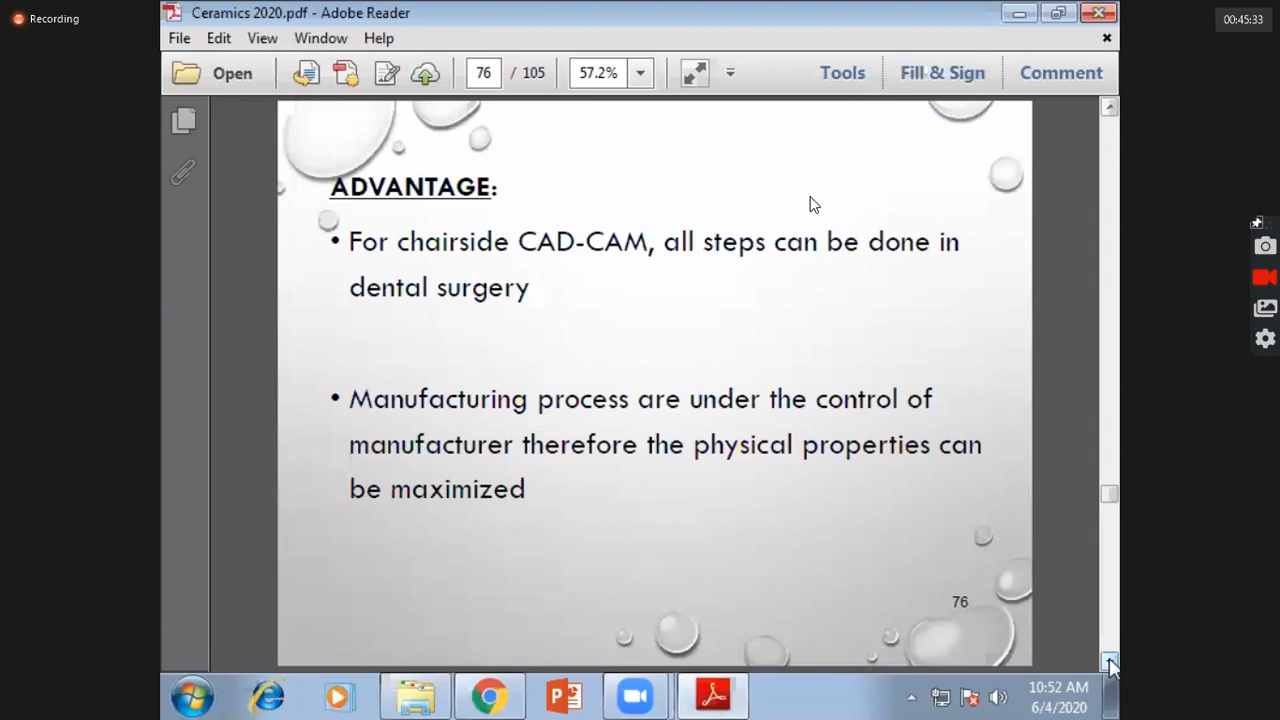 Recording
Ceramics 2020.pdf - Adobe Reader
00:45:33
File Edit View Window Help
Open 76 / 105 57.2% Tools Fill & Sign Comment
ADVANTAGE:
• For chairside CAD-CAM, all steps can be done in
dental surgery
• Manufacturing process are under the control of
manufacturer therefore the physical properties can
be maximized
76
10:52 AM
6/4/2020